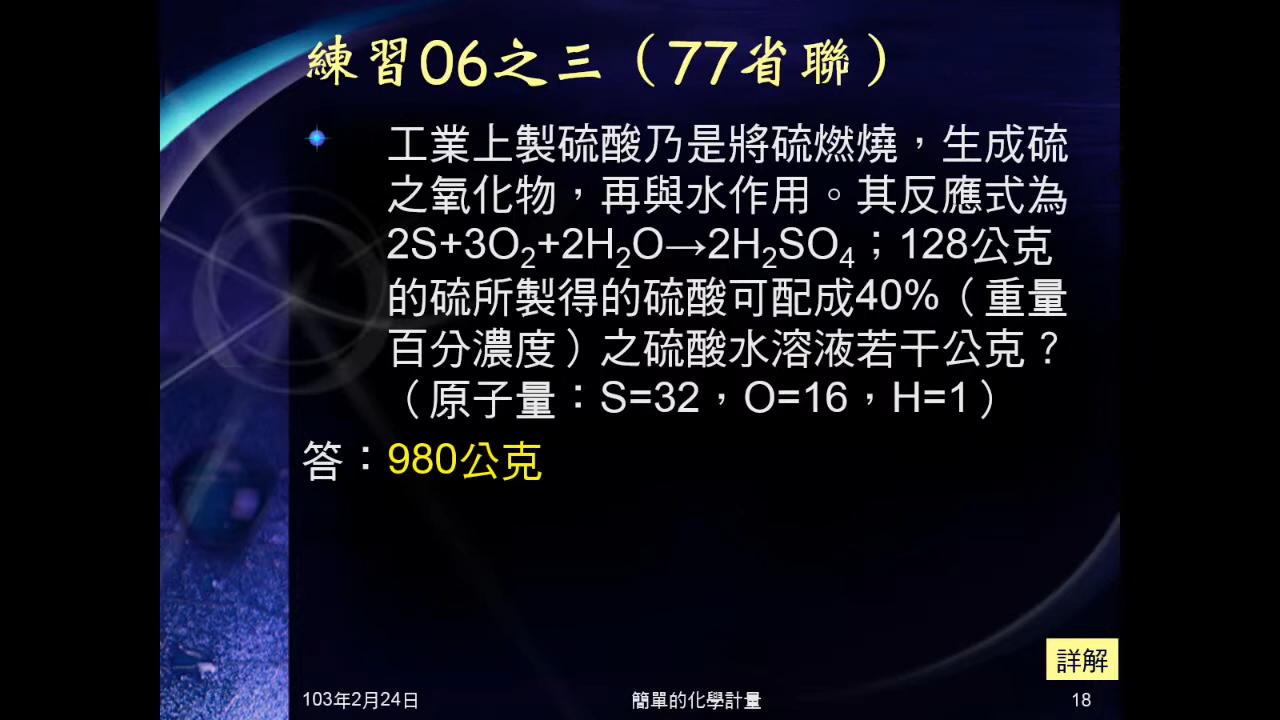 練習06之三（77省聯）
工業上製硫酸乃是將硫燃燒，生成硫
之氧化物，再與水作用。其反應式為
2S+3O₂+2H₂O→2H₂SO₄；128公克
的硫所製得的硫酸可配成40%（重量
百分濃度）之硫酸水溶液若干公克？
（原子量：S=32，O=16，H=1）
答：980公克
詳解
103年2月24日
簡單的化學計量
18